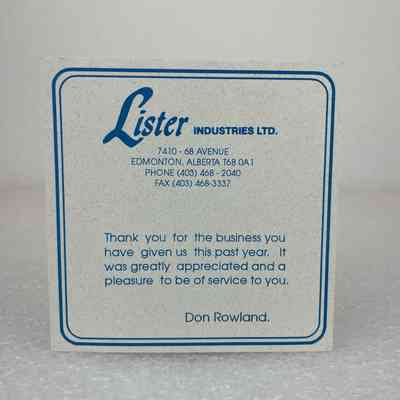 Lister INDUSTRIES LTD.
7410 - 68 AVENUE
EDMONTON, ALBERTA T6B 0A1
PHONE (403) 468 - 2040
FAX (403) 468-3337
Thank you for the business you
have given us this past year. It
was greatly appreciated and a
pleasure to be of service to you.
Don Rowland.